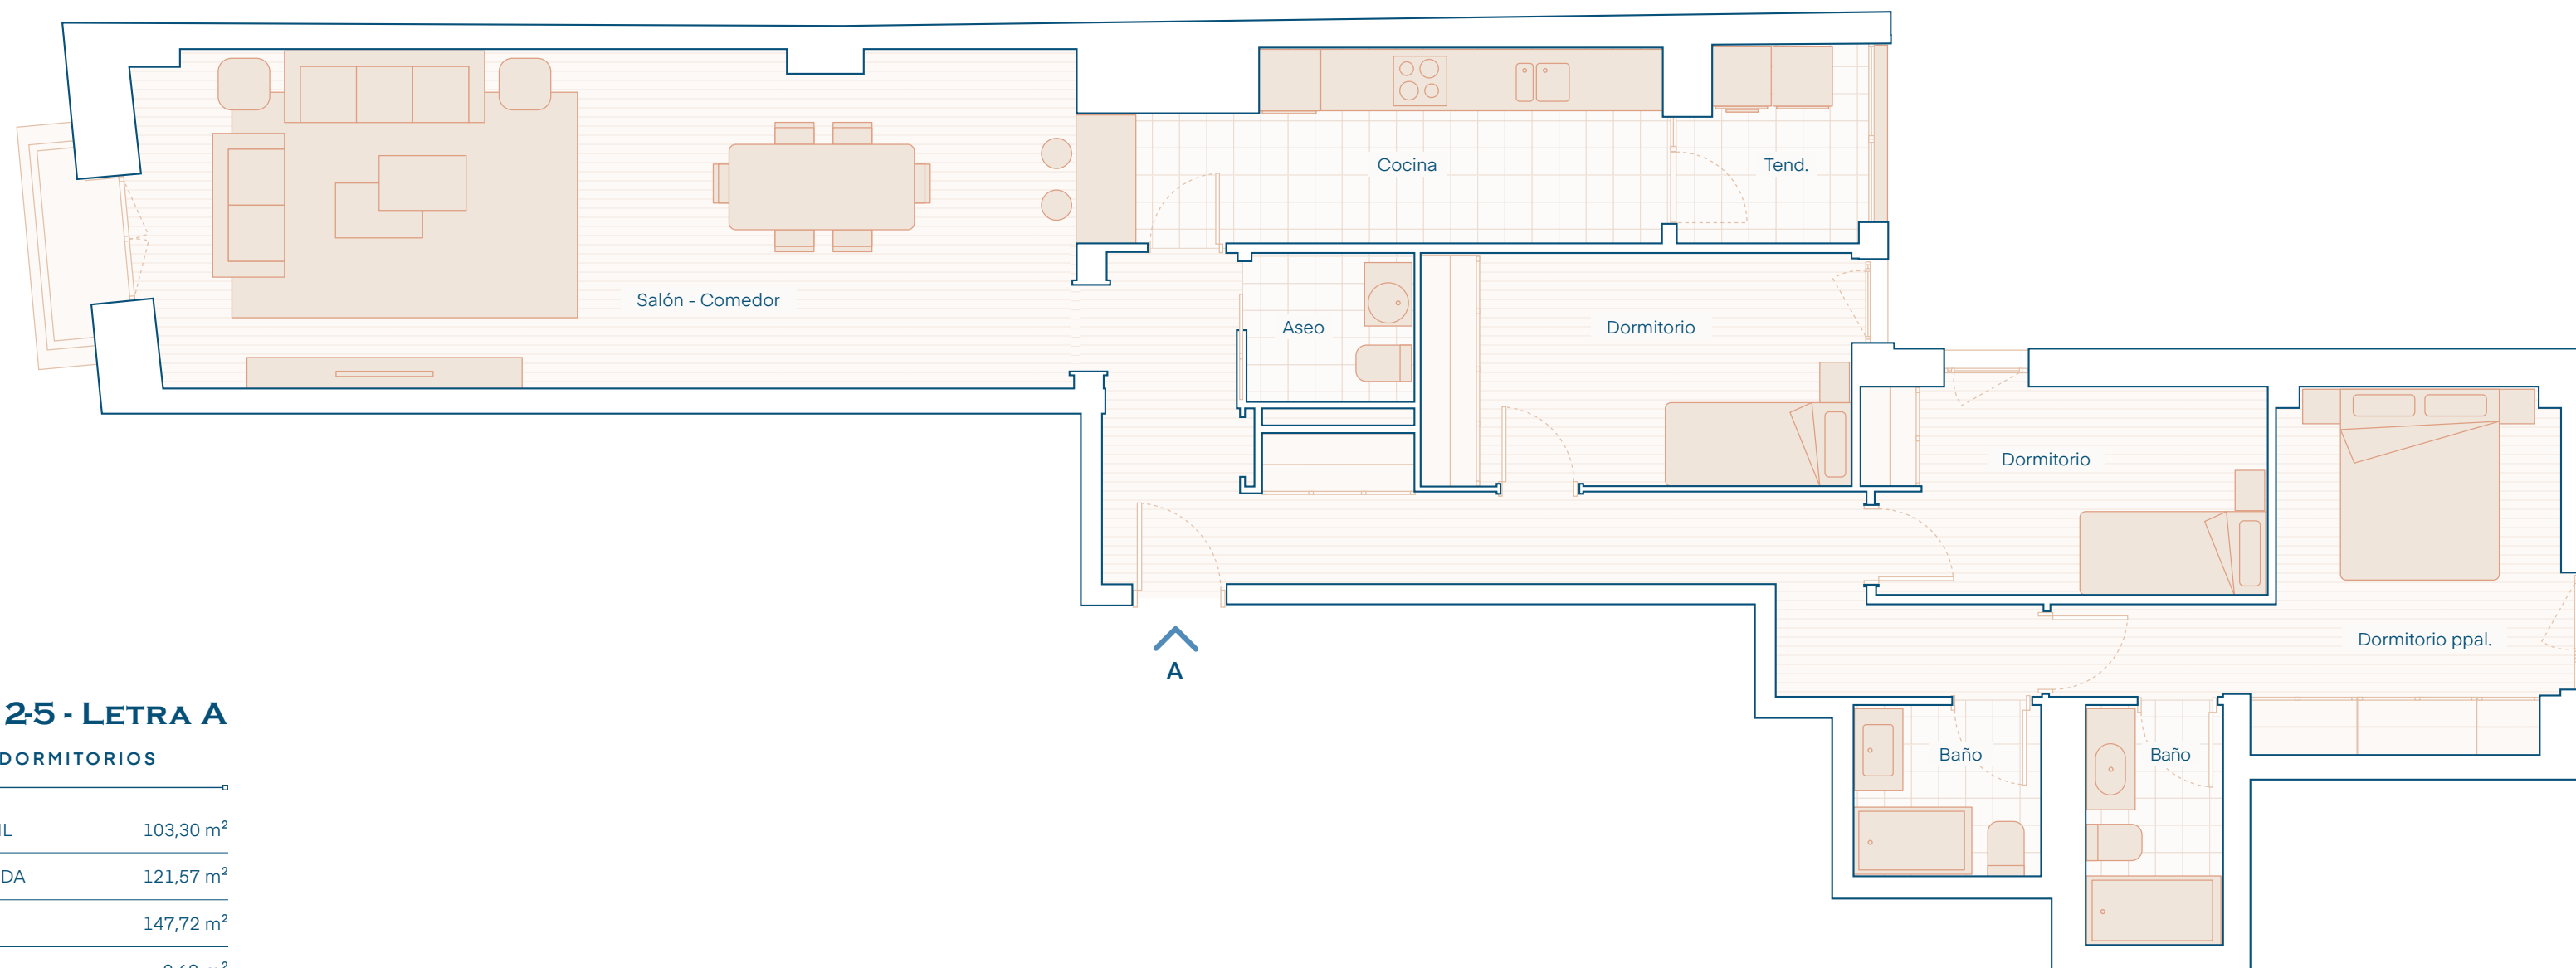 Cocina
Tend.
Salón - Comedor
Aseo
Dormitorio
Dormitorio
Dormitorio ppal.
A
Baño
Baño
2-5 - LETRA A
DORMITORIOS
103,30 m²
121,57 m²
147,72 m²